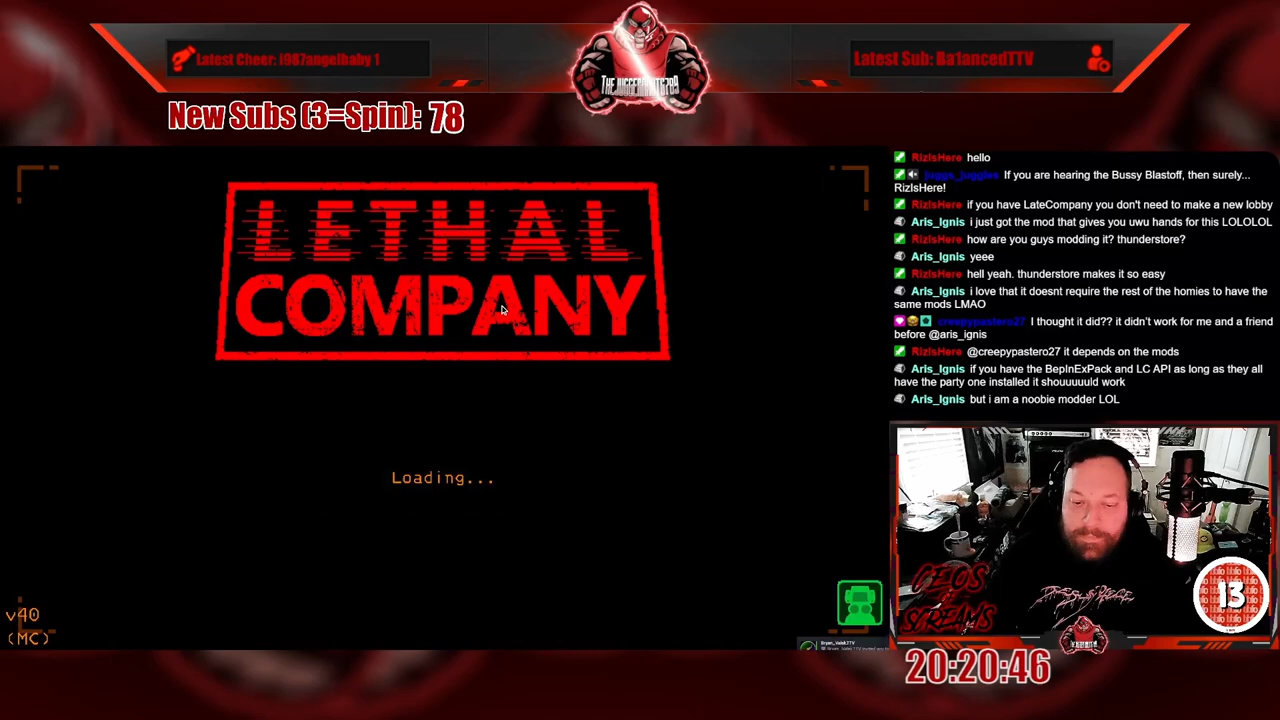 Latest Cheer: i987angelbaby 1
THEJUGGERNAUT6789
Latest Sub: Ra1ancedTTV
New Subs (3=Spin): 78
LETHAL
COMPANY
Loading...
v40
(MC)
RizIsHere hello
juggs_juggles If you are hearing the Bussy Blastoff, then surely...
RizIsHere!
RizIsHere if you have LateCompany you don't need to make a new lobby
Aris_Ignis i just got the mod that gives you uwu hands for this LOLOLOL
RizIsHere how are you guys modding it? thunderstore?
Aris_Ignis yeee
RizIsHere hell yeah. thunderstore makes it so easy
Aris_Ignis i love that it doesnt require the rest of the homies to have the
same mods LMAO
creepypastero27 I thought it did?? it didn't work for me and a friend
before @aris_ignis
RizIsHere @creepypastero27 it depends on the mods
Aris_Ignis if you have the BepInExPack and LC API as long as they all
have the party one installed it shouuuuuld work
Aris_Ignis but i am a noobie modder LOL
CEOS
OF
SCREAMS
13
20:20:46